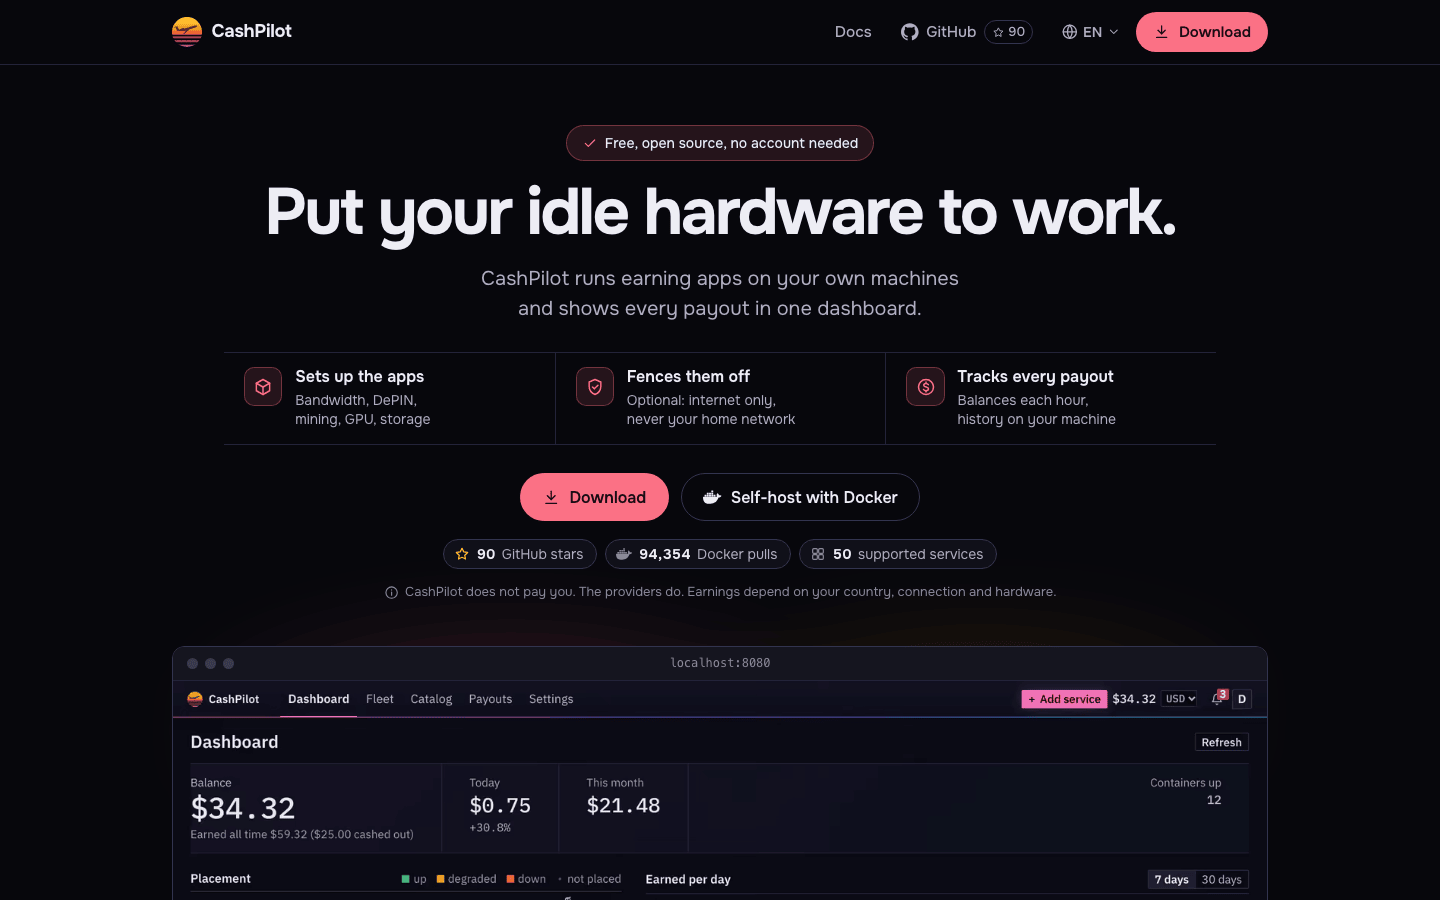 CashPilot
Docs
GitHub
90
EN
Download
Free, open source, no account needed
Put your idle hardware to work.
CashPilot runs earning apps on your own machines
and shows every payout in one dashboard.
Sets up the apps
Bandwidth, DePIN,
mining, GPU, storage
Fences them off
Optional: internet only,
never your home network
Tracks every payout
Balances each hour,
history on your machine
Download
Self-host with Docker
90 GitHub stars
94,354 Docker pulls
50 supported services
CashPilot does not pay you. The providers do. Earnings depend on your country, connection and hardware.
localhost:8080
CashPilot
Dashboard
Fleet
Catalog
Payouts
Settings
+ Add service
$34.32
USD
3
D
Dashboard
Refresh
Balance
$34.32
Earned all time $59.32 ($25.00 cashed out)
Today
$0.75
+30.8%
This month
$21.48
Containers up
12
Placement
up
degraded
down
not placed
Earned per day
7 days
30 days